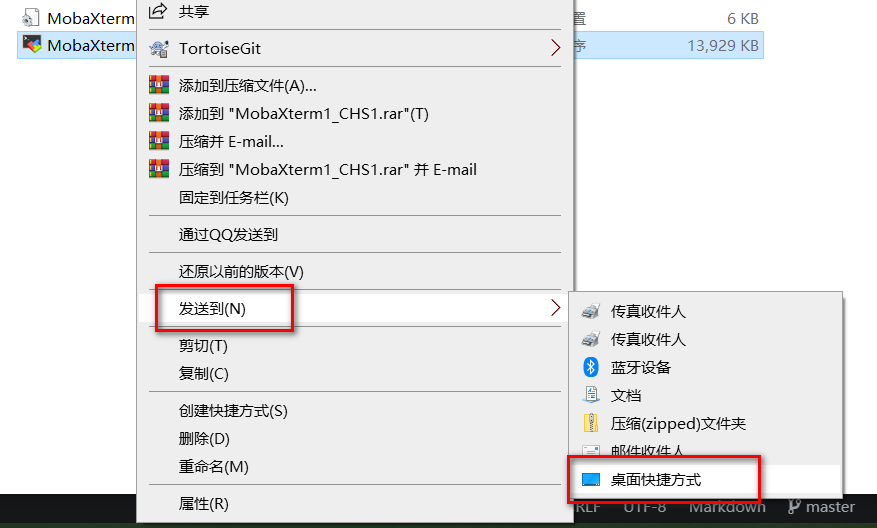 MobaXterm
共享
置
6 KB
MobaXterm
序
13,929 KB
TortoiseGit
添加到压缩文件(A)...
添加到 "MobaXterm1_CHS1.rar"(T)
压缩并 E-mail...
压缩到 "MobaXterm1_CHS1.rar" 并 E-mail
固定到任务栏(K)
通过QQ发送到
还原以前的版本(V)
发送到(N)
剪切(T)
复制(C)
创建快捷方式(S)
删除(D)
重命名(M)
属性(R)
传真收件人
传真收件人
蓝牙设备
文档
压缩(zipped)文件夹
邮件收件人
桌面快捷方式
RLF
UTF-8
Markdown
master